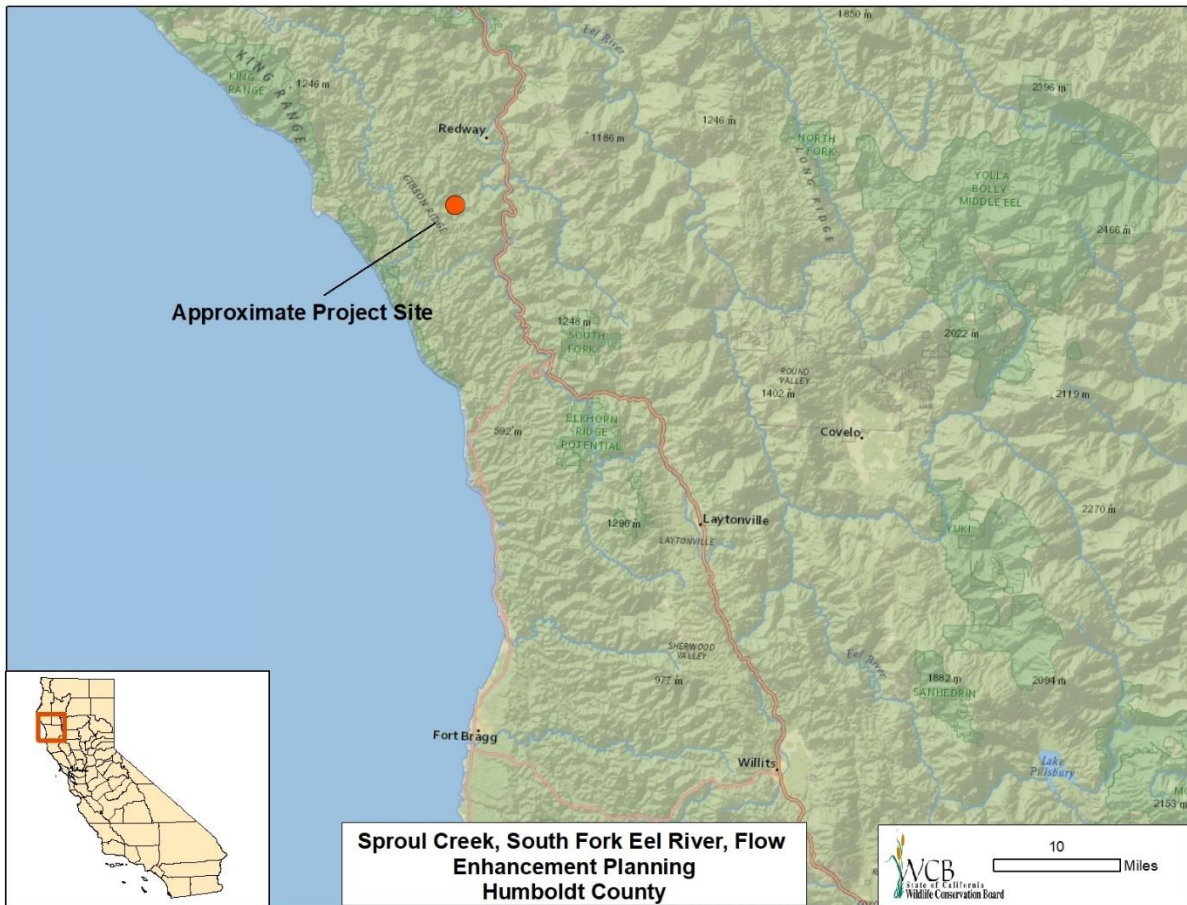 1850 m
Eel River
KING RANGE
KING
RANGE
1246 m
2396 m
Redway
1186 m
1246 m
NORTH
FORK
LONG RIDGE
GIBSON RIDGE
YOLLA
BOLLY
MIDDLE EEL
2466 m
Approximate Project Site
1248 m
SOUTH
FORK
2022 m
ROUND
VALLEY
1402 m
2119 m
592 m
ELKHORN
RIDGE
POTENTIAL
Covelo
2270 m
1290 m
Laytonville
LAYTONVILLE
YUKI
SHERWOOD
VALLEY
977 m
Eel River
1882 m
SANHEDRIN
2094 m
Fort Bragg
Willits
Lake
Pillsbury
2153 m
Sproul Creek, South Fork Eel River, Flow
Enhancement Planning
Humboldt County
WCB
State of California
Wildlife Conservation Board
10
Miles